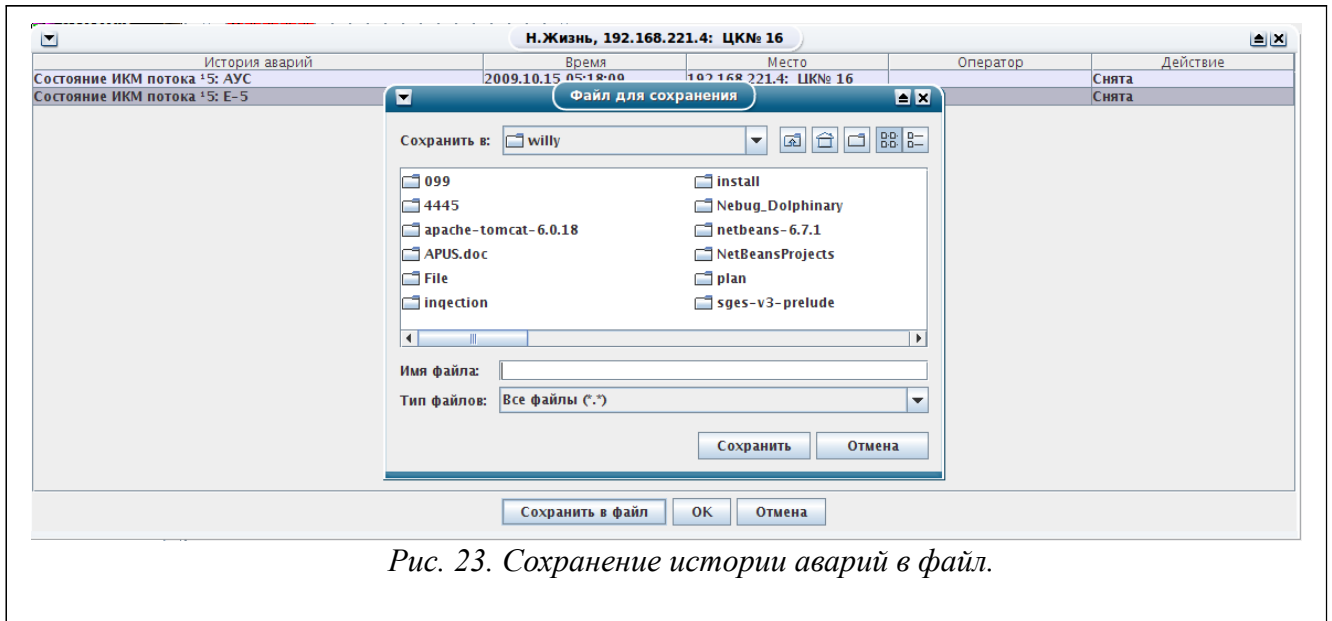 Н.Жизнь, 192.168.221.4: ЦК№ 16
История аварий Время Место Оператор Действие
Состояние ИКМ потока ¹5: АУС 2009.10.15 05:18:09 192.168.221.4: ЦК№ 16 Снята
Состояние ИКМ потока ¹5: Е-5 Снята
Файл для сохранения
Сохранить в: willy
099 install
4445 Nebug_Dolphinary
apache-tomcat-6.0.18 netbeans-6.7.1
APUS.doc NetBeansProjects
File plan
inqection sges-v3-prelude
Имя файла:
Тип файлов: Все файлы (*.*)
Сохранить Отмена
Сохранить в файл OK Отмена
Рис. 23. Сохранение истории аварий в файл.